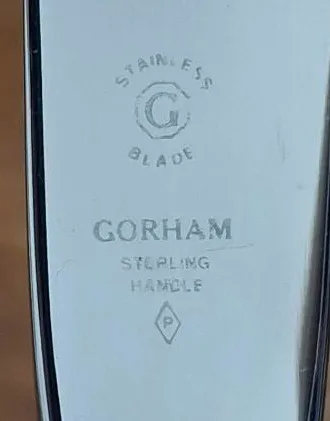 STAINLESS
G
BLADE
GORHAM
STERLING
HANDLE
P